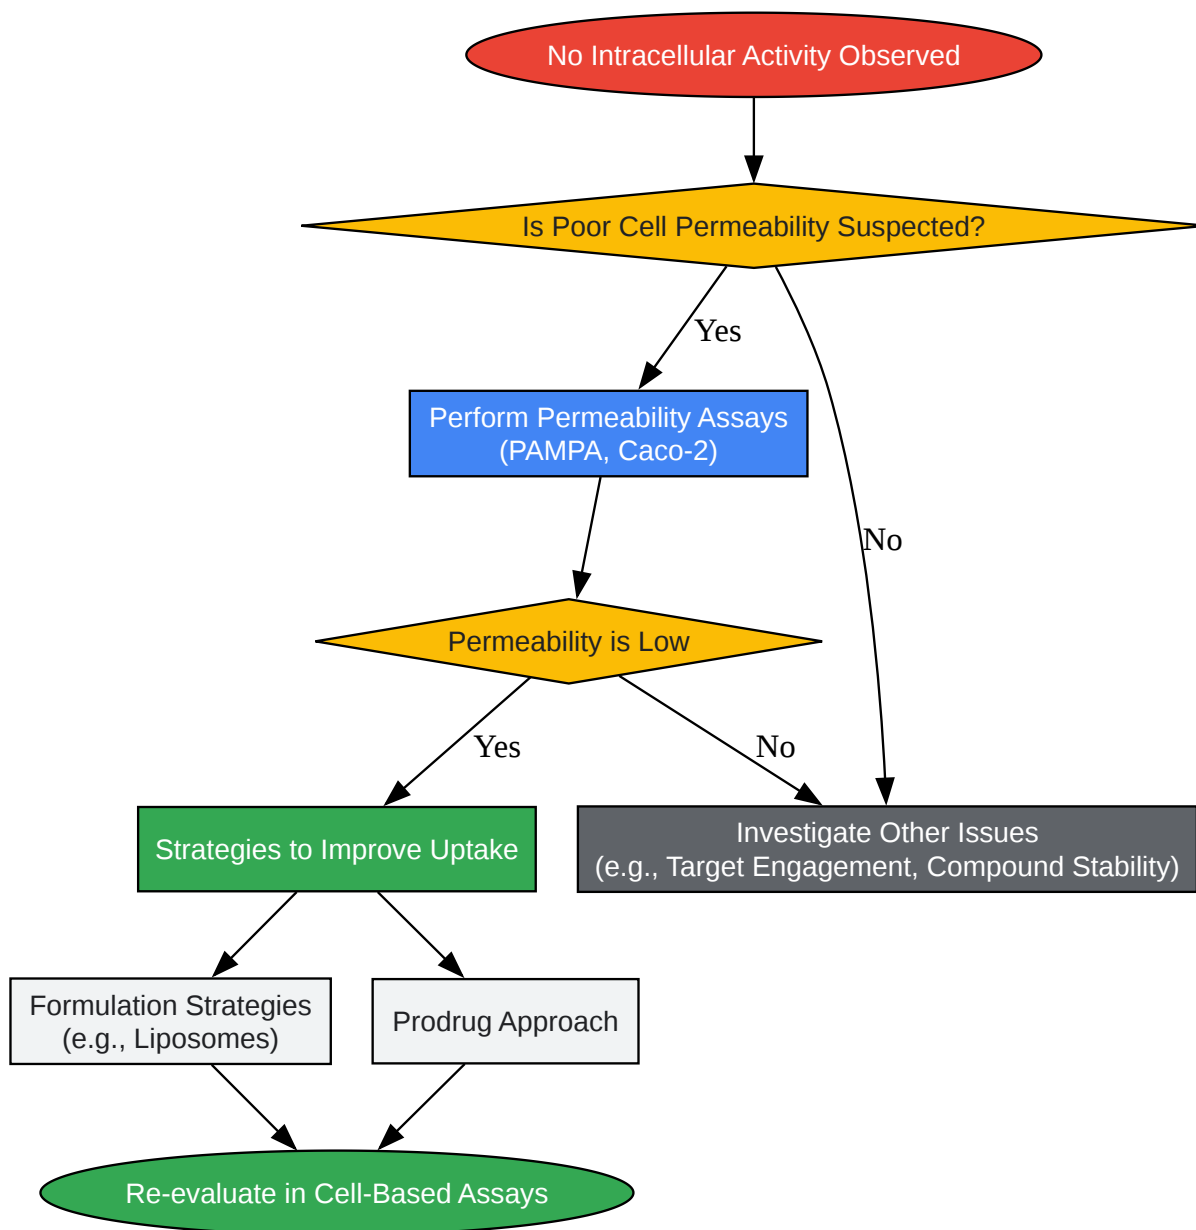 No Intracellular Activity Observed
Is Poor Cell Permeability Suspected?
Yes
Perform Permeability Assays
(PAMPA, Caco-2)
No
Permeability is Low
Yes
No
Strategies to Improve Uptake
Investigate Other Issues
(e.g., Target Engagement, Compound Stability)
Formulation Strategies
(e.g., Liposomes)
Prodrug Approach
Re-evaluate in Cell-Based Assays